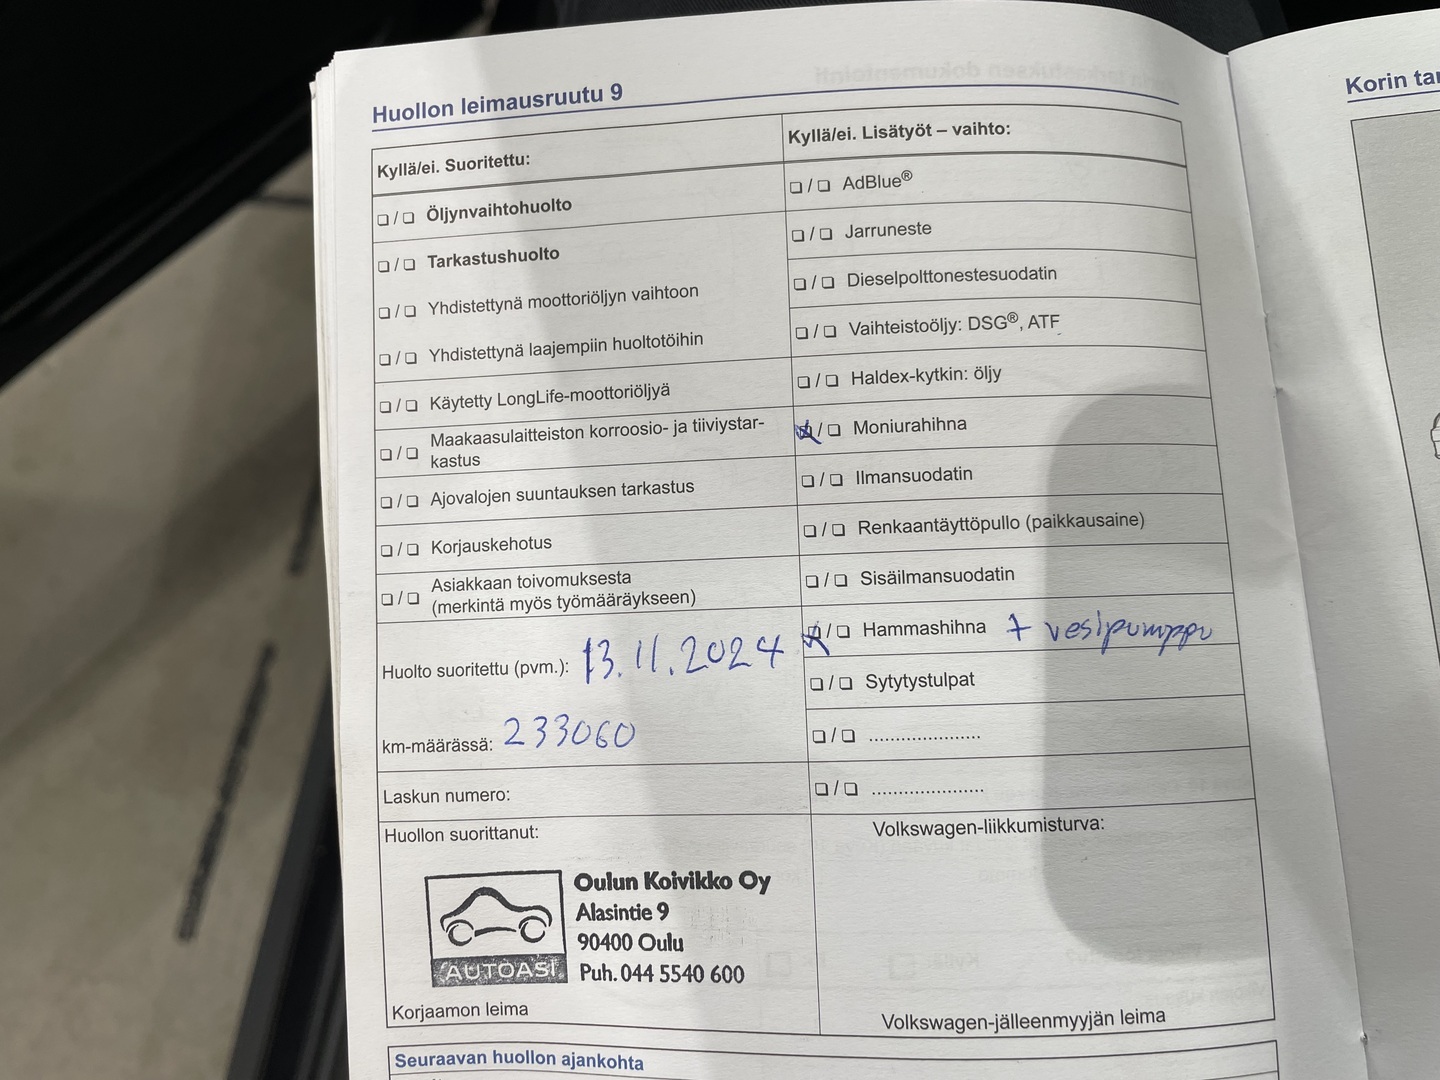 Huollon leimausruutu 9
Kyllä/ei. Suoritettu:
❑/❑ Öljynvaihtohuolto
❑/❑ Tarkastushuolto
❑/❑ Yhdistettynä moottoriöljyn vaihtoon
❑/❑ Yhdistettynä laajempiin huoltotöihin
❑/❑ Käytetty LongLife-moottoriöljyä
❑/❑ Maakaasulaitteiston korroosio- ja tiiviystar-
kastus
❑/❑ Ajovalojen suuntauksen tarkastus
❑/❑ Korjauskehotus
❑/❑ Asiakkaan toivomuksesta
(merkintä myös työmääräykseen)
Huolto suoritettu (pvm.): 13.11.2024
km-määrässä: 233060
Laskun numero:
Huollon suorittanut:
AUTOASI
Oulun Koivikko Oy
Alasintie 9
90400 Oulu
Puh. 044 5540 600
Korjaamon leima
Kyllä/ei. Lisätyöt – vaihto:
❑/❑ AdBlue®
❑/❑ Jarruneste
❑/❑ Dieselpolttonestesuodatin
❑/❑ Vaihteistoöljy: DSG®, ATF
❑/❑ Haldex-kytkin: öljy
❑/❑ Moniurahihna
❑/❑ Ilmansuodatin
❑/❑ Renkaantäyttöpullo (paikkausaine)
❑/❑ Sisäilmansuodatin
❑/❑ Hammashihna + vesipumppu
❑/❑ Sytytystulpat
❑/❑ .....................
❑/❑ .....................
Volkswagen-liikkumisturva:
Volkswagen-jälleenmyyjän leima
Seuraavan huollon ajankohta
Korin tar